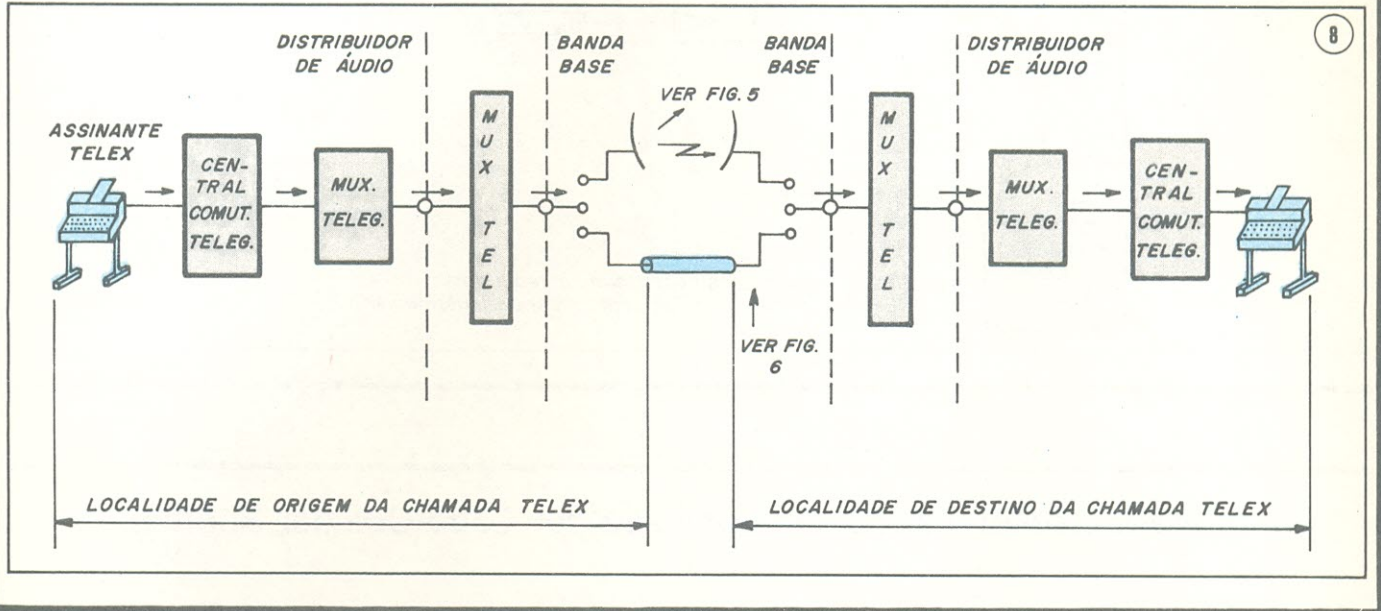 8
DISTRIBUIDOR
DE ÁUDIO
BANDA
BASE
BANDA
BASE
DISTRIBUIDOR
DE ÁUDIO
VER FIG. 5
ASSINANTE
TELEX
CEN-
TRAL
COMUT.
TELEG.
MUX.
TELEG.
M
U
X
T
E
L
M
U
X
T
E
L
MUX.
TELEG.
CEN-
TRAL
COMUT.
TELEG.
VER FIG.
6
LOCALIDADE DE ORIGEM DA CHAMADA TELEX
LOCALIDADE DE DESTINO DA CHAMADA TELEX